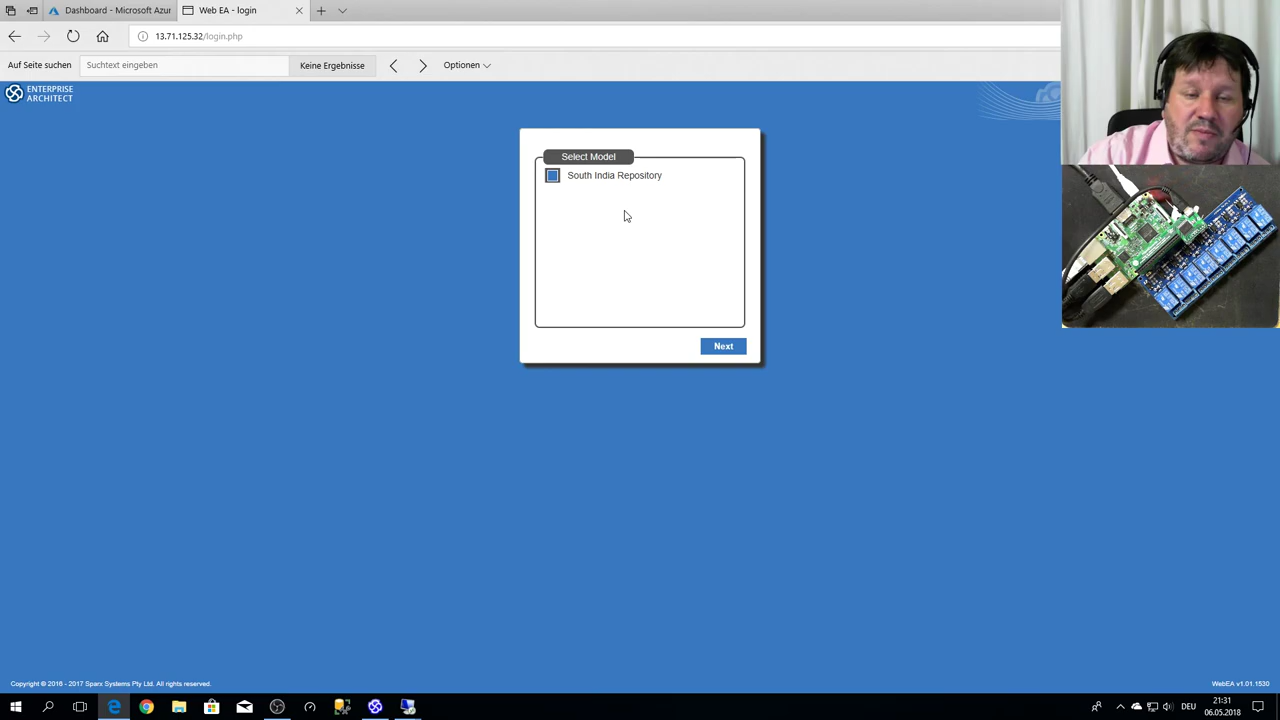 Dashboard - Microsoft Azur
Web EA - login
13.71.125.32/login.php
Auf Seite suchen
Suchtext eingeben
Keine Ergebnisse
Optionen
ENTERPRISE
ARCHITECT
Select Model
South India Repository
Next
Copyright © 2016 - 2017 Sparx Systems Pty Ltd. All rights reserved.
WebEA v1.01.1530
DEU
21:31
06.05.2018